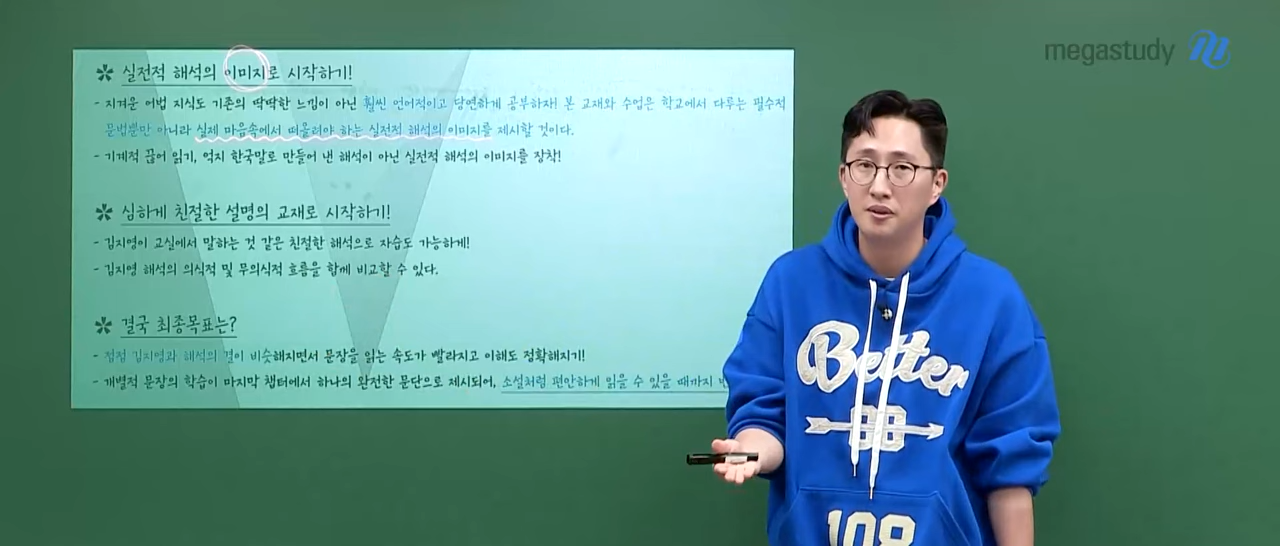 megastudy
✲ 실전적 해석의 이미지로 시작하기!
- 지겨운 어법 지식도 기존의 딱딱한 느낌이 아닌 훨씬 언어적이고 당연하게 공부하자! 본 교재와 수업은 학교에서 다루는 필수적
문법뿐만 아니라 실제 마음속에서 떠올려야 하는 실전적 해석의 이미지를 제시할 것이다.
- 기계적 끊어 읽기, 억지 한국말로 만들어 낸 해석이 아닌 실전적 해석의 이미지를 장착!
✲ 심하게 친절한 설명의 교재로 시작하기!
- 김지영이 교실에서 말하는 것 같은 친절한 해석으로 자습도 가능하게!
- 김지영 해석의 의식적 및 무의식적 흐름을 함께 비교할 수 있다.
✲ 결국 최종목표는?
- 점점 김지영과 해석의 결이 비슷해지면서 문장을 읽는 속도가 빨라지고 이해도 정확해지기!
- 개별적 문장의 학습이 마지막 챕터에서 하나의 완전한 문단으로 제시되어, 소설처럼 편안하게 읽을 수 있을 때까지
Better
108